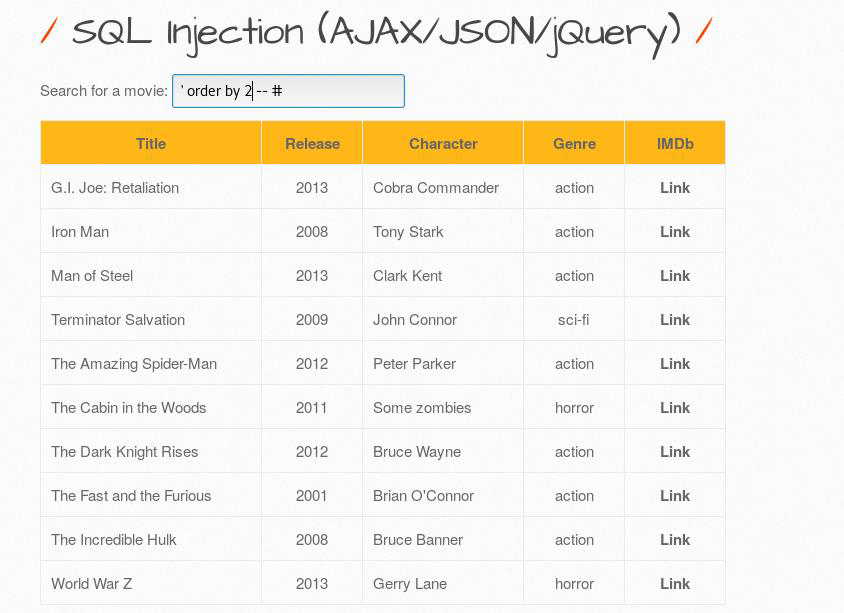 / SQL Injection (AJAX/JSON/jQuery) /
Search for a movie: ' order by 2 -- #
Title Release Character Genre IMDb
G.I. Joe: Retaliation 2013 Cobra Commander action Link
Iron Man 2008 Tony Stark action Link
Man of Steel 2013 Clark Kent action Link
Terminator Salvation 2009 John Connor sci-fi Link
The Amazing Spider-Man 2012 Peter Parker action Link
The Cabin in the Woods 2011 Some zombies horror Link
The Dark Knight Rises 2012 Bruce Wayne action Link
The Fast and the Furious 2001 Brian O'Connor action Link
The Incredible Hulk 2008 Bruce Banner action Link
World War Z 2013 Gerry Lane horror Link